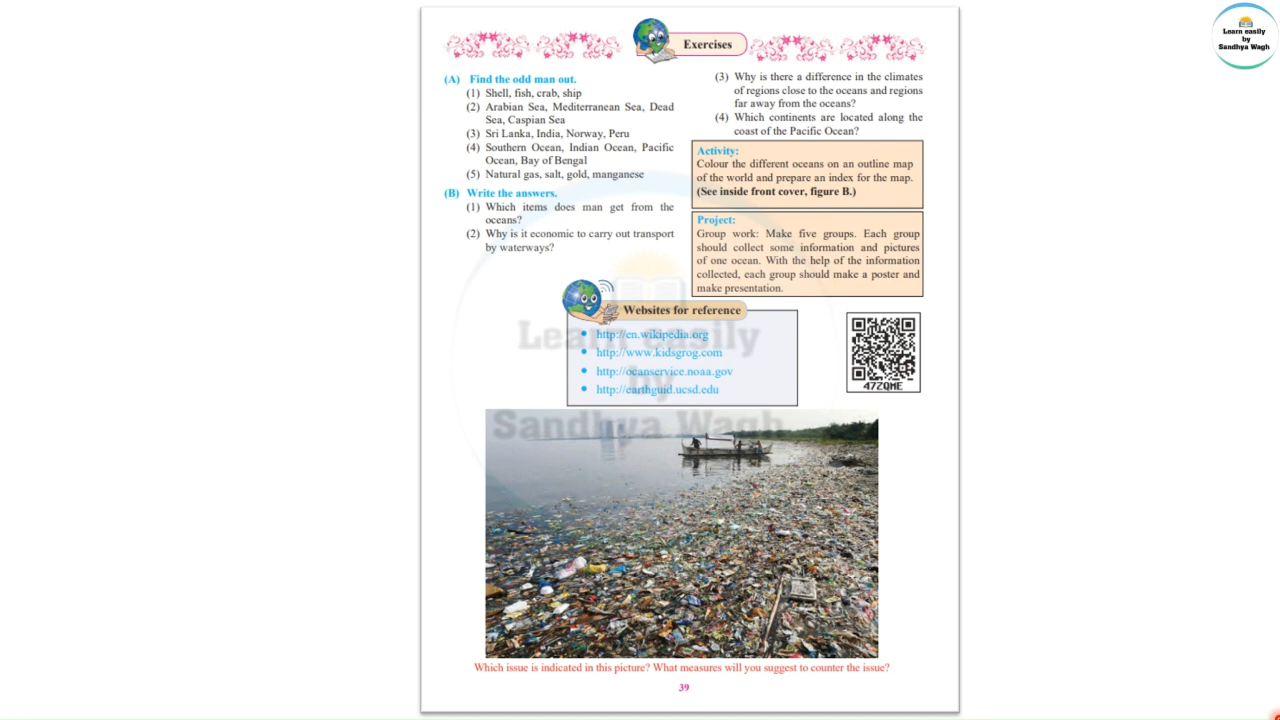 Exercises
(A) Find the odd man out.
(1) Shell, fish, crab, ship
(2) Arabian Sea, Mediterranean Sea, Dead
Sea, Caspian Sea
(3) Sri Lanka, India, Norway, Peru
(4) Southern Ocean, Indian Ocean, Pacific
Ocean, Bay of Bengal
(5) Natural gas, salt, gold, manganese
(B) Write the answers.
(1) Which items does man get from the
oceans?
(2) Why is it economic to carry out transport
by waterways?
(3) Why is there a difference in the climates
of regions close to the oceans and regions
far away from the oceans?
(4) Which continents are located along the
coast of the Pacific Ocean?
Activity:
Colour the different oceans on an outline map
of the world and prepare an index for the map.
(See inside front cover, figure B.)
Project:
Group work: Make five groups. Each group
should collect some information and pictures
of one ocean. With the help of the information
collected, each group should make a poster and
make presentation.
Websites for reference
• http://en.wikipedia.org
• http://www.kidsgrog.com
• http://ocanservice.noaa.gov
• http://earthguid.ucsd.edu
47ZQME
Learn easily
by
Sandhya Wagh
Which issue is indicated in this picture? What measures will you suggest to counter the issue?
39
Learn easily
by
Sandhya Wagh